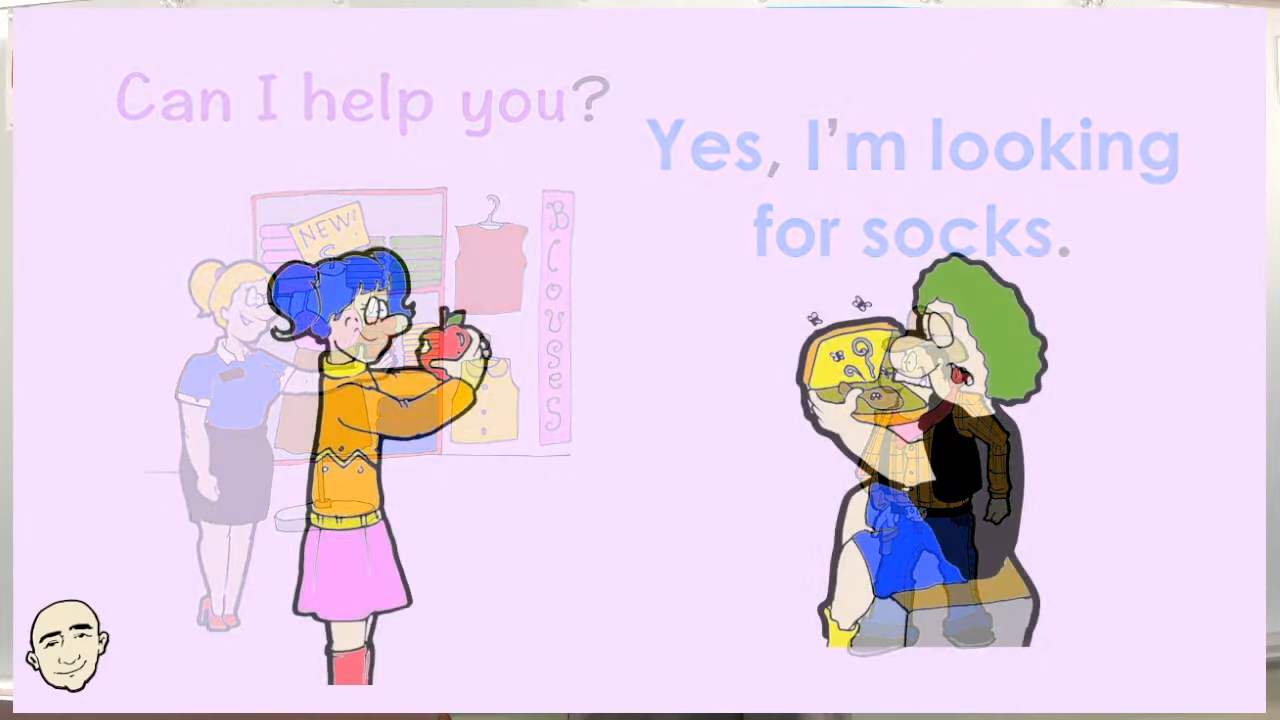 Can I help you?
Yes, I'm looking
for socks.
NEW!
BLOUSES